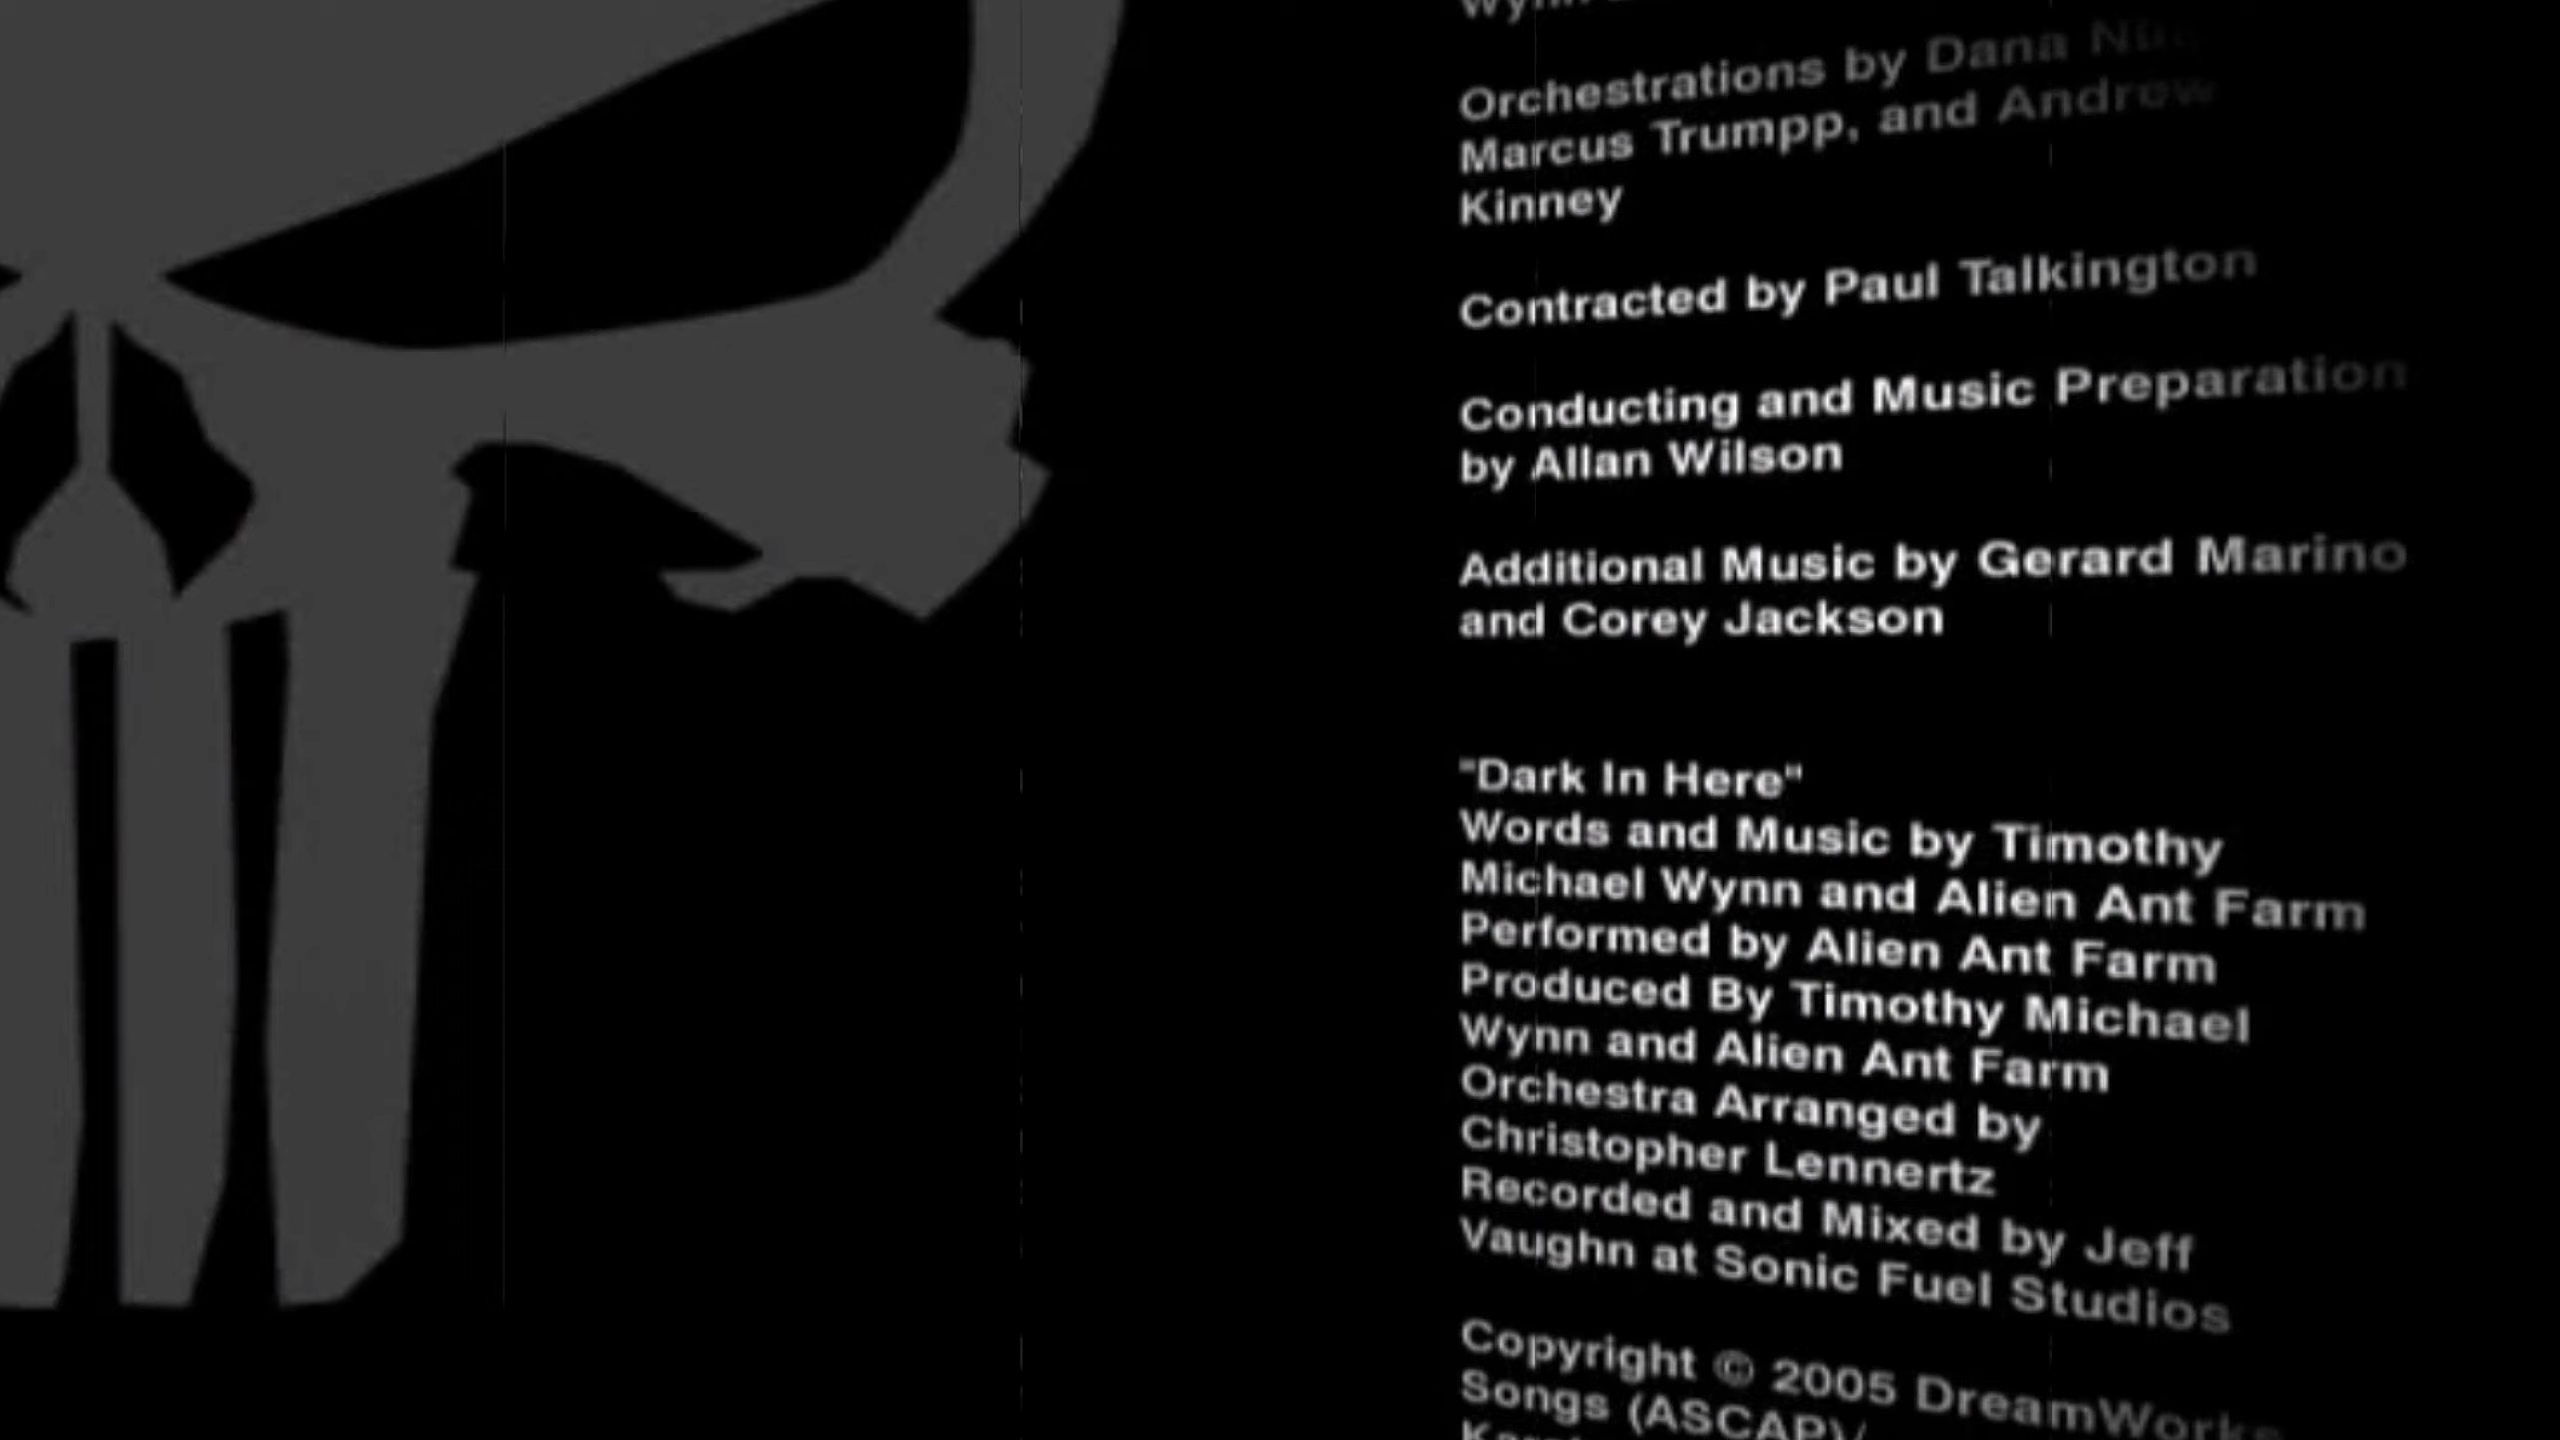 Orchestrations by Dana
Marcus Trumpp, and Andrew
Kinney
Contracted by Paul Talkington
Conducting and Music Preparation
by Allan Wilson
Additional Music by Gerard Marino
and Corey Jackson
"Dark In Here"
Words and Music by Timothy
Michael Wynn and Alien Ant Farm
Performed by Alien Ant Farm
Produced By Timothy Michael
Wynn and Alien Ant Farm
Orchestra Arranged by
Christopher Lennertz
Recorded and Mixed by Jeff
Vaughn at Sonic Fuel Studios
Copyright © 2005 DreamWorks
Songs (ASCAP)/